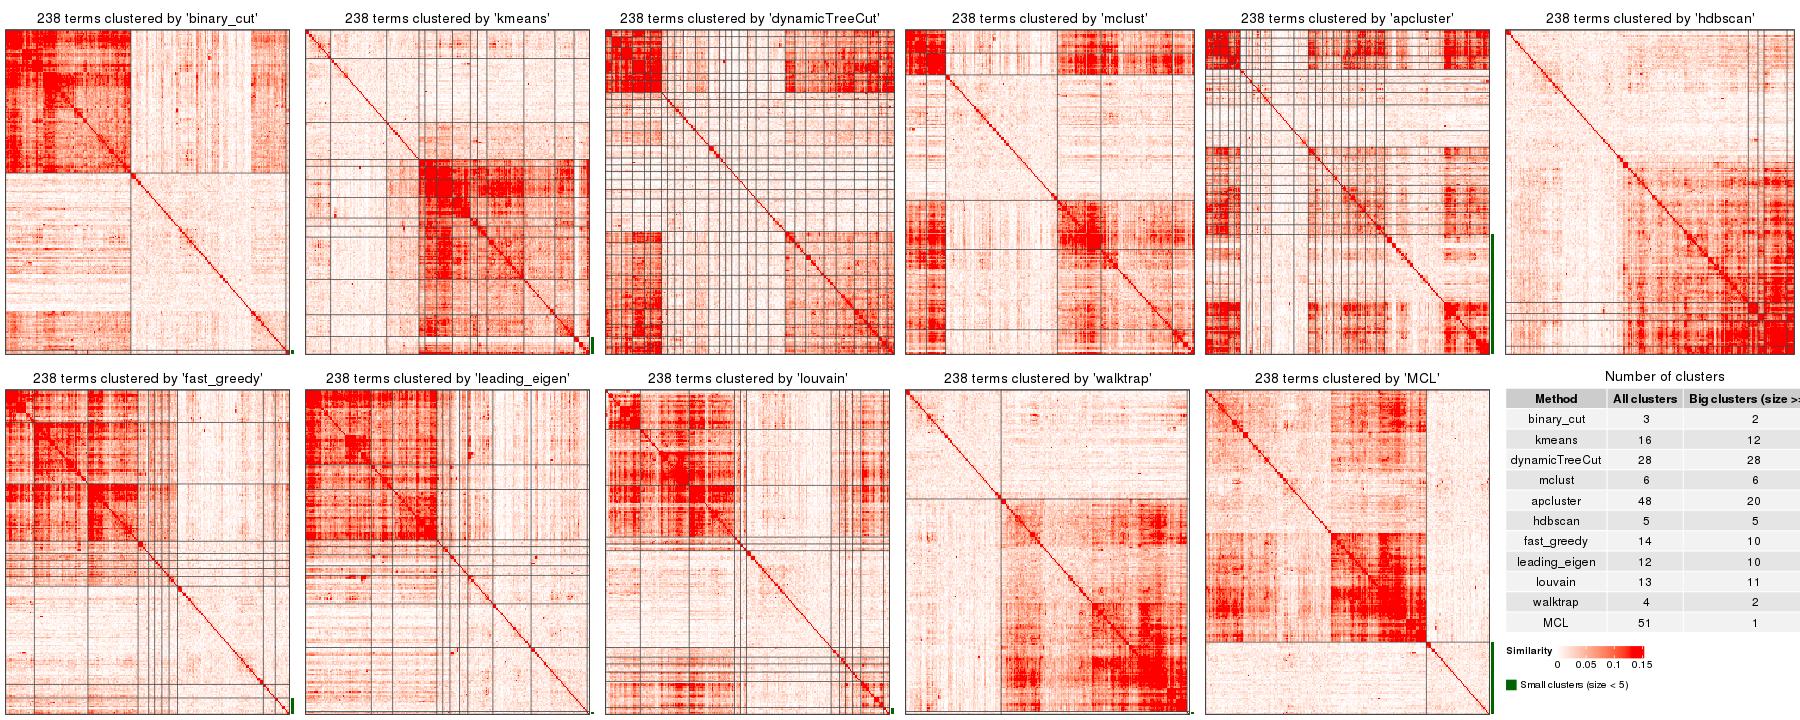 238 terms clustered by 'binary_cut'
238 terms clustered by 'kmeans'
238 terms clustered by 'dynamicTreeCut'
238 terms clustered by 'mclust'
238 terms clustered by 'apcluster'
238 terms clustered by 'hdbscan'
238 terms clustered by 'fast_greedy'
238 terms clustered by 'leading_eigen'
238 terms clustered by 'louvain'
238 terms clustered by 'walktrap'
238 terms clustered by 'MCL'
Number of clusters
Method All clusters Big clusters (size >=
binary_cut 3 2
kmeans 16 12
dynamicTreeCut 28 28
mclust 6 6
apcluster 48 20
hdbscan 5 5
fast_greedy 14 10
leading_eigen 12 10
louvain 13 11
walktrap 4 2
MCL 51 1
Similarity
0 0.05 0.1 0.15
Small clusters (size < 5)